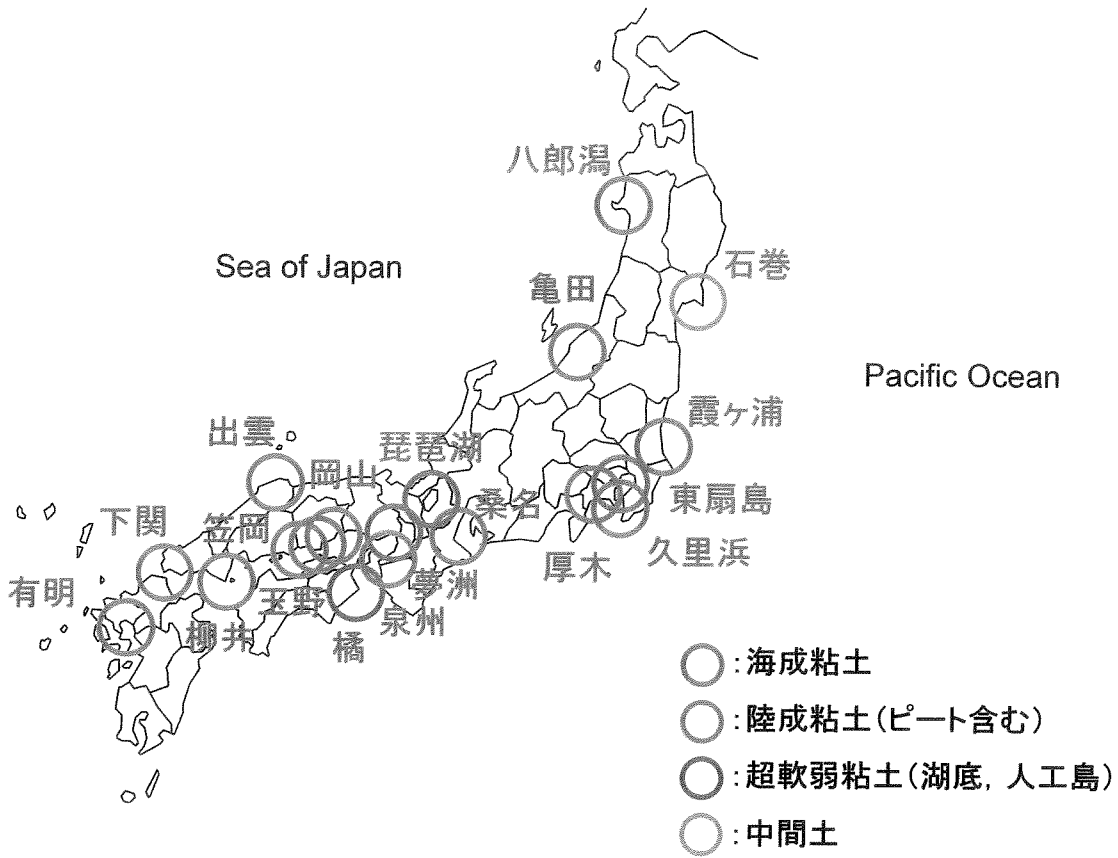 八郎潟
Sea of Japan
石巻
亀田
Pacific Ocean
霞ヶ浦
出雲
琵琶湖
岡山
桑名
東扇島
下関
笠岡
久里浜
厚木
有明
夢洲
玉野
泉州
柳井
橘
:海成粘土
:陸成粘土(ピート含む)
:超軟弱粘土(湖底, 人工島)
:中間土